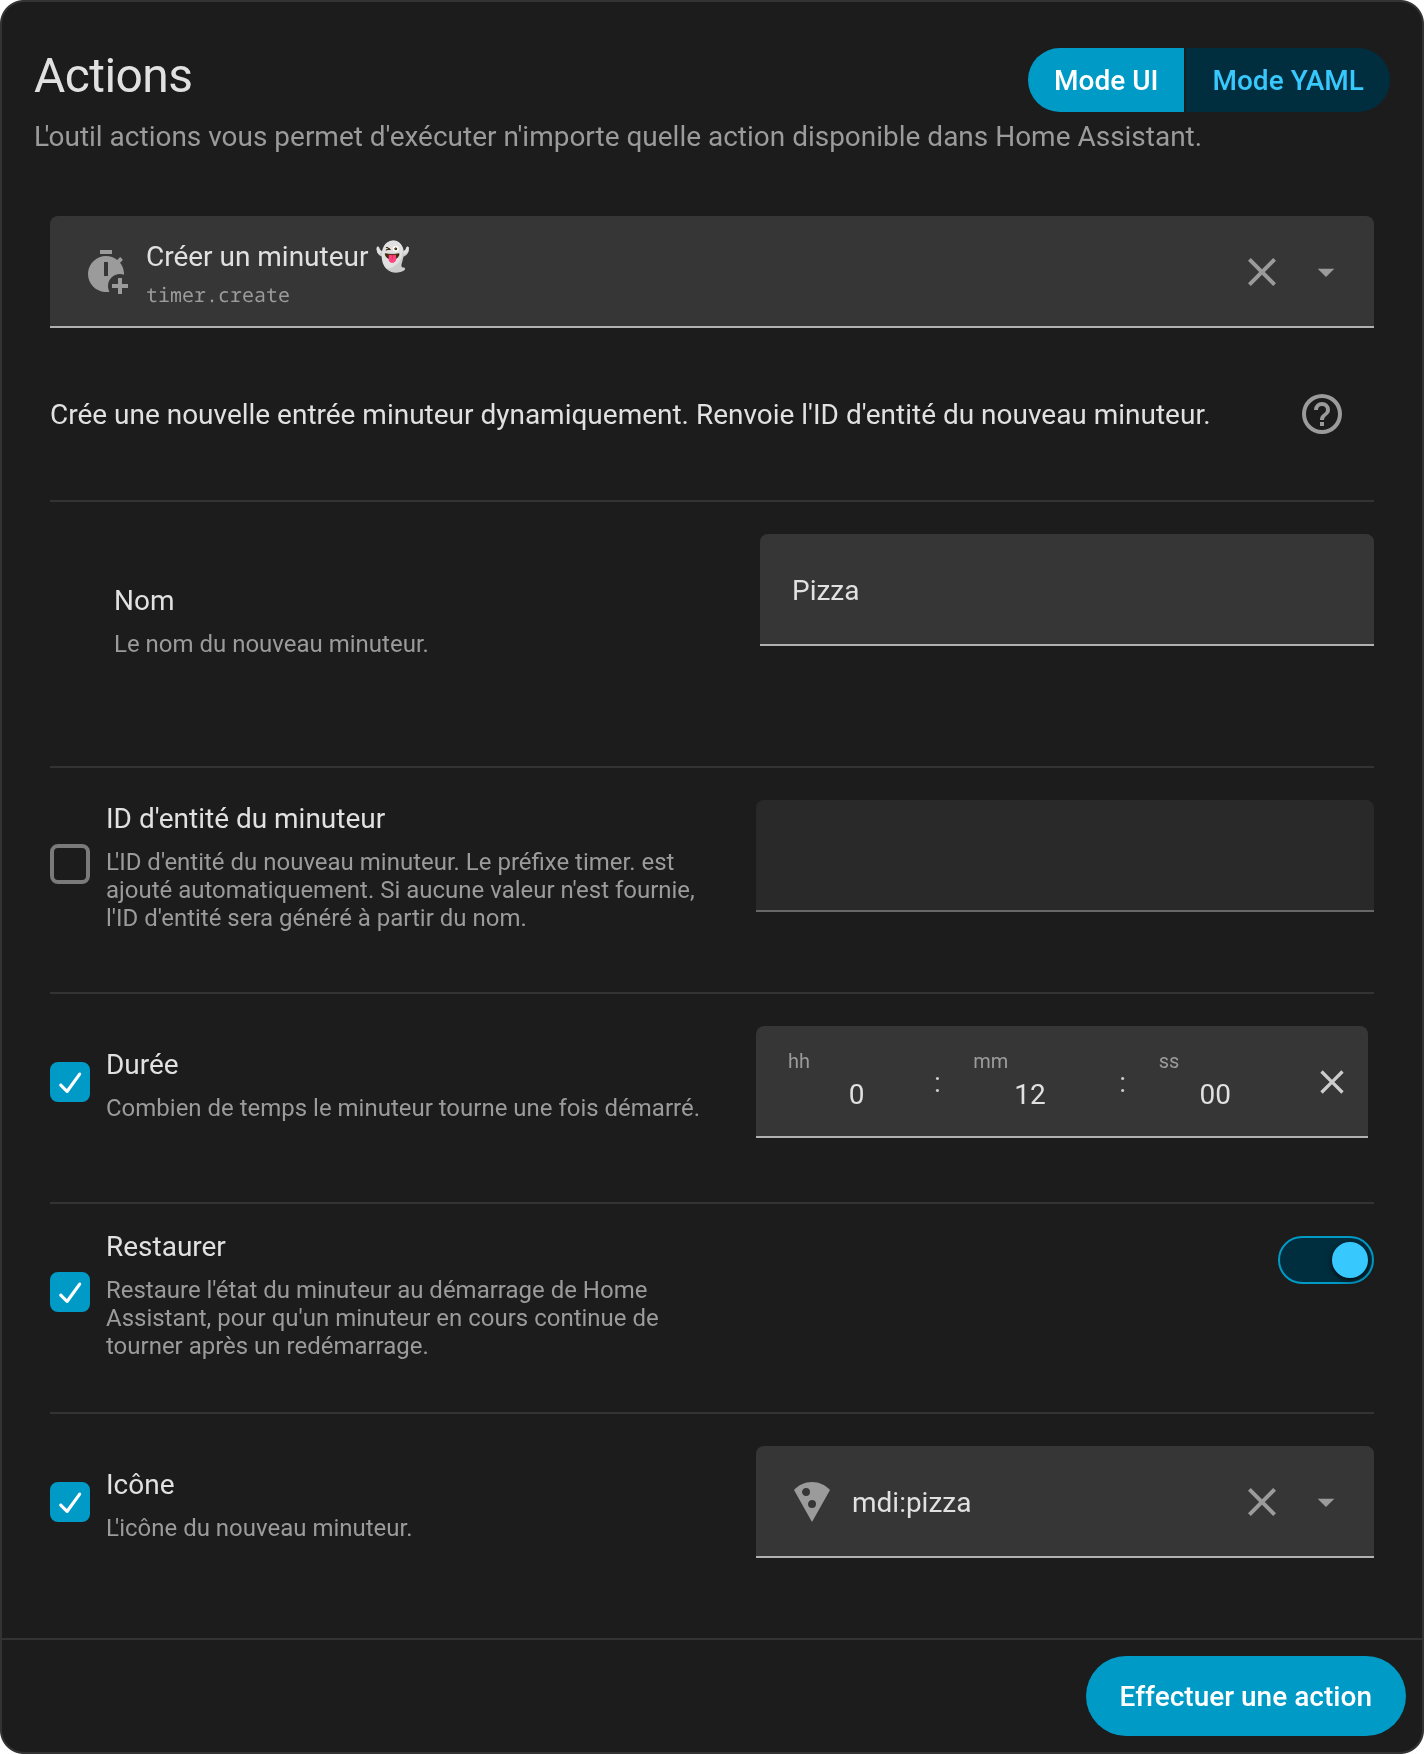 Actions
Mode UI
Mode YAML
L'outil actions vous permet d'exécuter n'importe quelle action disponible dans Home Assistant.
Créer un minuteur 👻
timer.create
Crée une nouvelle entrée minuteur dynamiquement. Renvoie l'ID d'entité du nouveau minuteur.
Nom
Le nom du nouveau minuteur.
Pizza
ID d'entité du minuteur
L'ID d'entité du nouveau minuteur. Le préfixe timer. est
ajouté automatiquement. Si aucune valeur n'est fournie,
l'ID d'entité sera généré à partir du nom.
Durée
Combien de temps le minuteur tourne une fois démarré.
hh mm ss
0 : 12 : 00
Restaurer
Restaure l'état du minuteur au démarrage de Home
Assistant, pour qu'un minuteur en cours continue de
tourner après un redémarrage.
Icône
L'icône du nouveau minuteur.
mdi:pizza
Effectuer une action